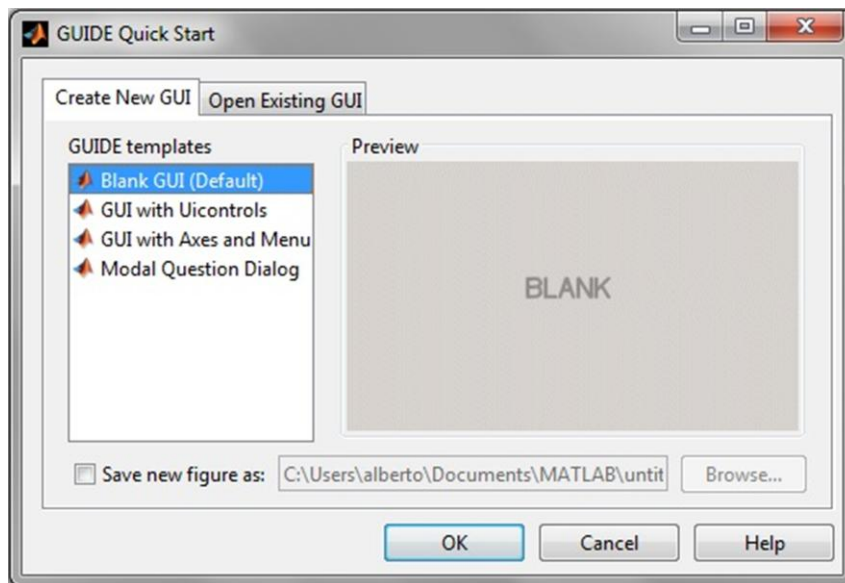 GUIDE Quick Start
Create New GUI
Open Existing GUI
GUIDE templates
Blank GUI (Default)
GUI with Uicontrols
GUI with Axes and Menu
Modal Question Dialog
Preview
BLANK
Save new figure as:
C:\Users\alberto\Documents\MATLAB\untit
Browse...
OK
Cancel
Help